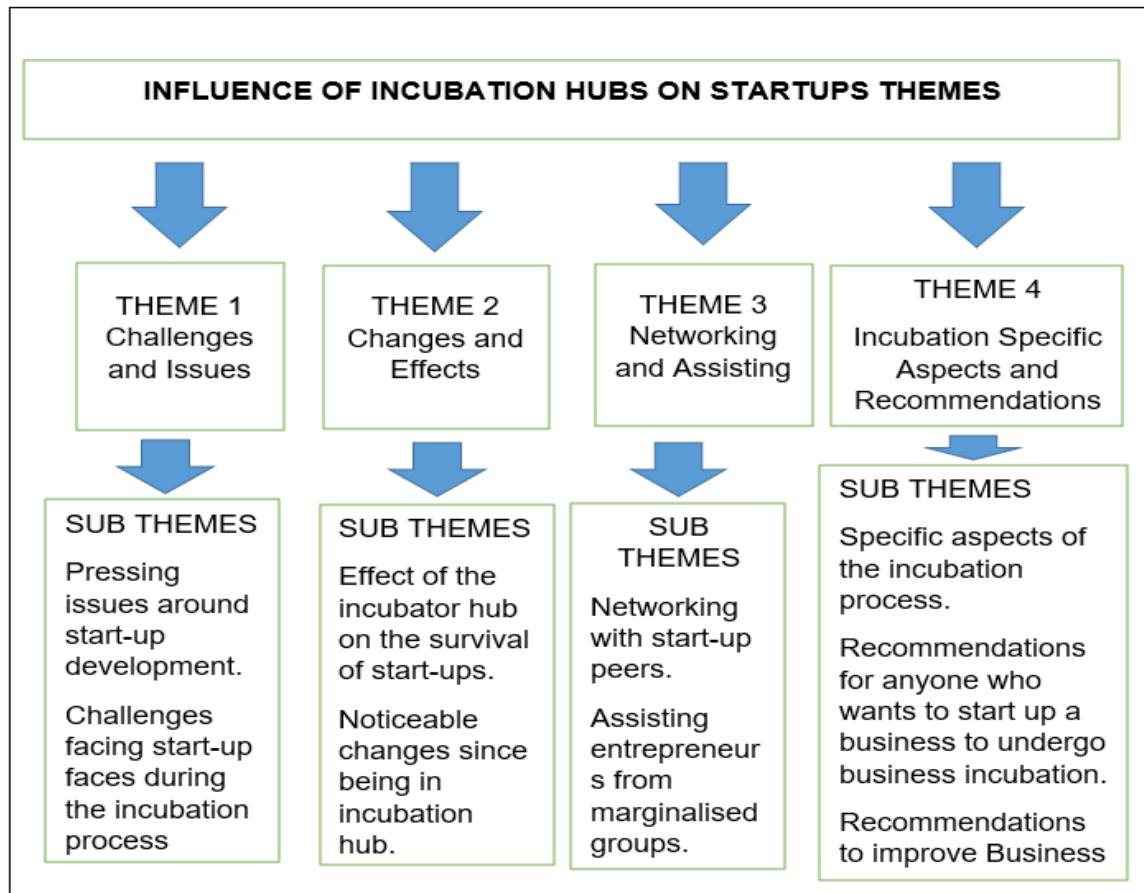 INFLUENCE OF INCUBATION HUBS ON STARTUPS THEMES
THEME 1
Challenges
and Issues
THEME 2
Changes and
Effects
THEME 3
Networking
and Assisting
THEME 4
Incubation Specific
Aspects and
Recommendations
SUB THEMES
Pressing
issues around
start-up
development.
Challenges
facing start-up
faces during
the incubation
process
SUB THEMES
Effect of the
incubator hub
on the survival
of start-ups.
Noticeable
changes since
being in
incubation
hub.
SUB
THEMES
Networking
with start-up
peers.
Assisting
entrepreneur
s from
marginalised
groups.
SUB THEMES
Specific aspects of
the incubation
process.
Recommendations
for anyone who
wants to start up a
business to undergo
business incubation.
Recommendations
to improve Business